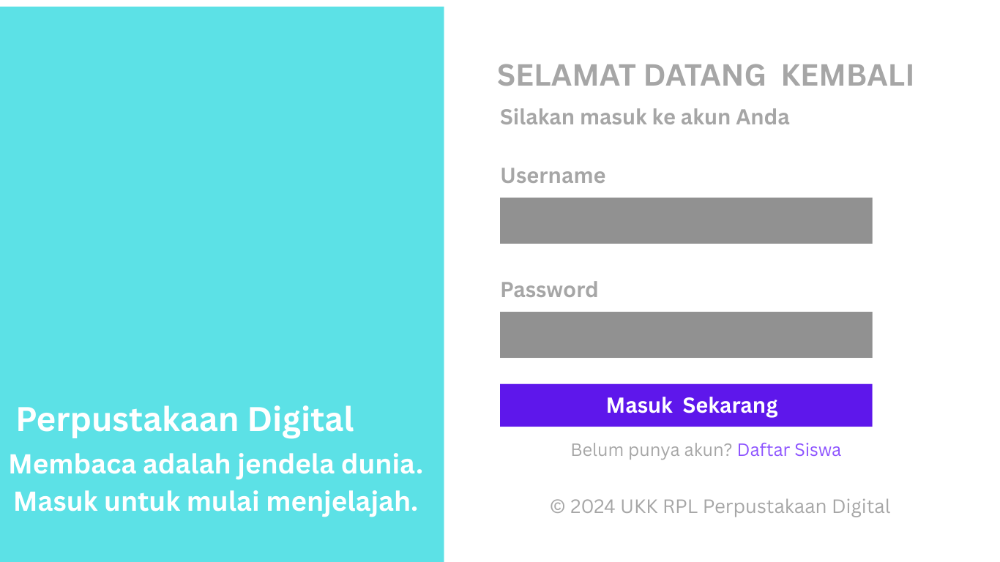 SELAMAT DATANG  KEMBALI
Silakan masuk ke akun Anda
Username
Password
Masuk  Sekarang
Belum punya akun? Daftar Siswa
© 2024 UKK RPL Perpustakaan Digital
Perpustakaan Digital
Membaca adalah jendela dunia.
Masuk untuk mulai menjelajah.